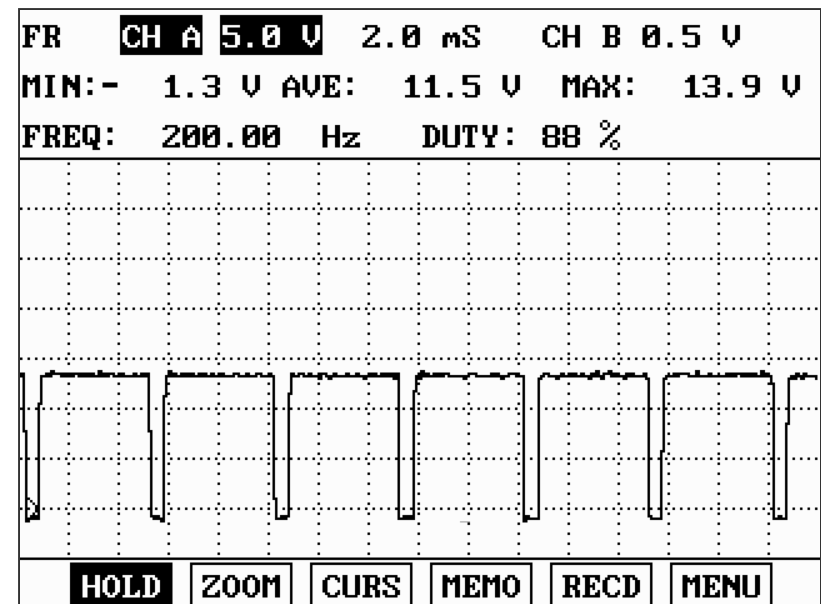 FR CH A 5.0 V 2.0 mS CH B 0.5 V
MIN:- 1.3 V AVE: 11.5 V MAX: 13.9 V
FREQ: 200.00 Hz DUTY: 88 %
HOLD ZOOM CURS MEMO RECD MENU